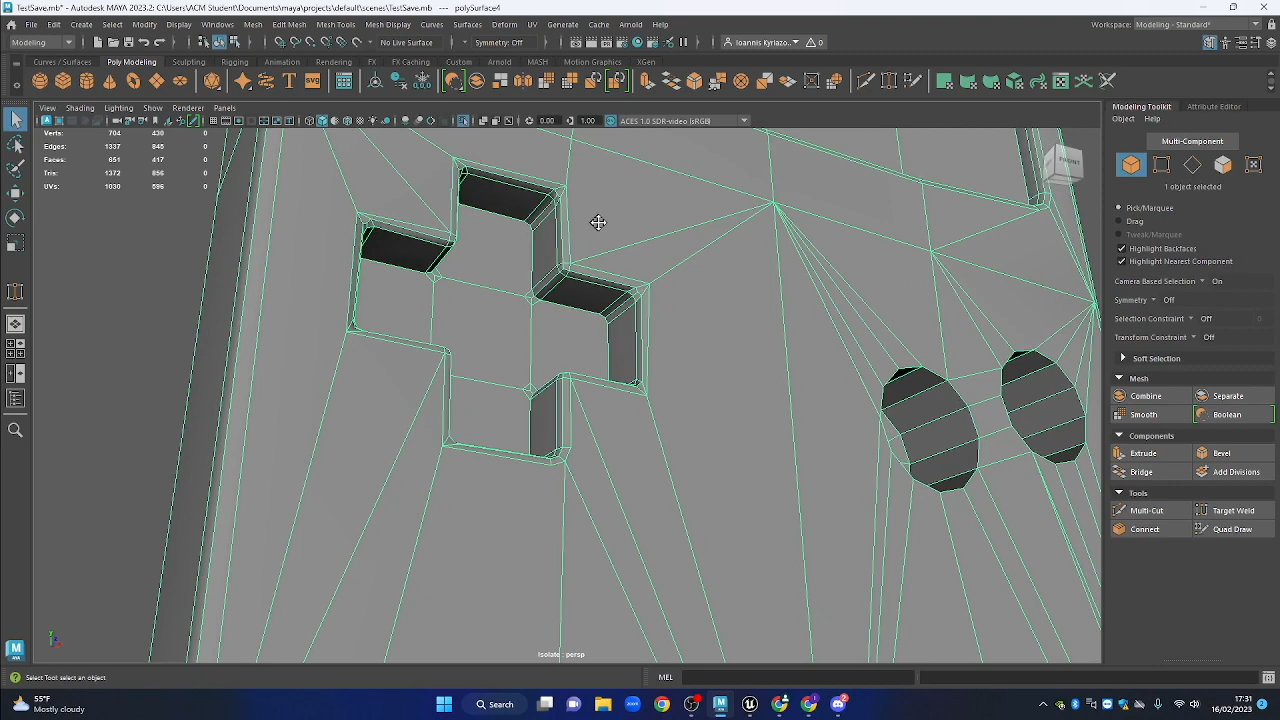 TestSave.mb* - Autodesk MAYA 2023.2: C:\Users\ACM Student\Documents\maya\projects\default\scenes\TestSave.mb --- polySurface4
File Edit Create Select Modify Display Windows Mesh Edit Mesh Mesh Tools Mesh Display Curves Surfaces Deform UV Generate Cache Arnold Help
Workspace: Modeling - Standard*
Modeling
No Live Surface
Symmetry: Off
Ioannis Kyriazo...
0
Curves / Surfaces Poly Modeling Sculpting Rigging Animation Rendering FX FX Caching Custom Arnold Bifrost MASH Motion Graphics XGen
SVG
View Shading Lighting Show Renderer Panels
0.00 1.00 ACES 1.0 SDR-video (sRGB)
Verts: 704 430 0
Edges: 1337 845 0
Faces: 651 417 0
Tris: 1372 856 0
UVs: 1030 596 0
FRONT
Isolate : persp
Modeling Toolkit Attribute Editor
Object Help
Multi-Component
1 object selected
Pick/Marquee
Drag
Tweak/Marquee
Highlight Backfaces
Highlight Nearest Component
Camera Based Selection On
Symmetry Off
Selection Constraint Off 0
Transform Constraint Off
Soft Selection
Mesh
Combine Separate
Smooth Boolean
Components
Extrude Bevel
Bridge Add Divisions
Tools
Multi-Cut Target Weld
Connect Quad Draw
Select Tool: select an object
MEL
55°F
Mostly cloudy
Search
17:31
16/02/2023